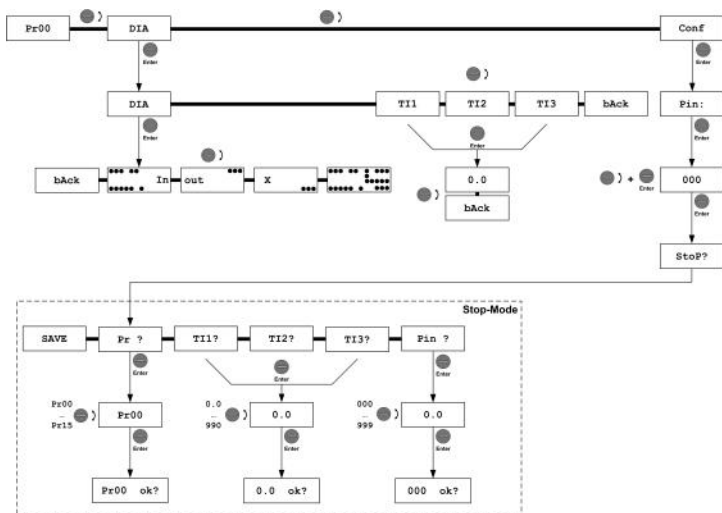 Pr00 DIA Conf
Enter Enter
DIA TI1 TI2 TI3 bAck Pin:
Enter Enter Enter
bAck In out X 0.0 + Enter 000
bAck Enter
StoP?
Stop-Mode
SAVE Pr ? TI1? TI2? TI3? Pin ?
Enter Enter Enter
Pr00 ... Pr15 Pr00 0.0 ... 990 0.0 000 ... 999 0.0
Enter Enter Enter
Pr00 ok? 0.0 ok? 000 ok?